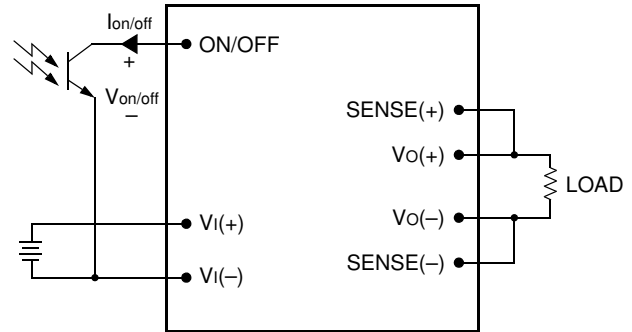 Ion/off
ON/OFF
+
Von/off
–
SENSE(+)
VO(+)
LOAD
VI(+)
VO(–)
VI(–)
SENSE(–)